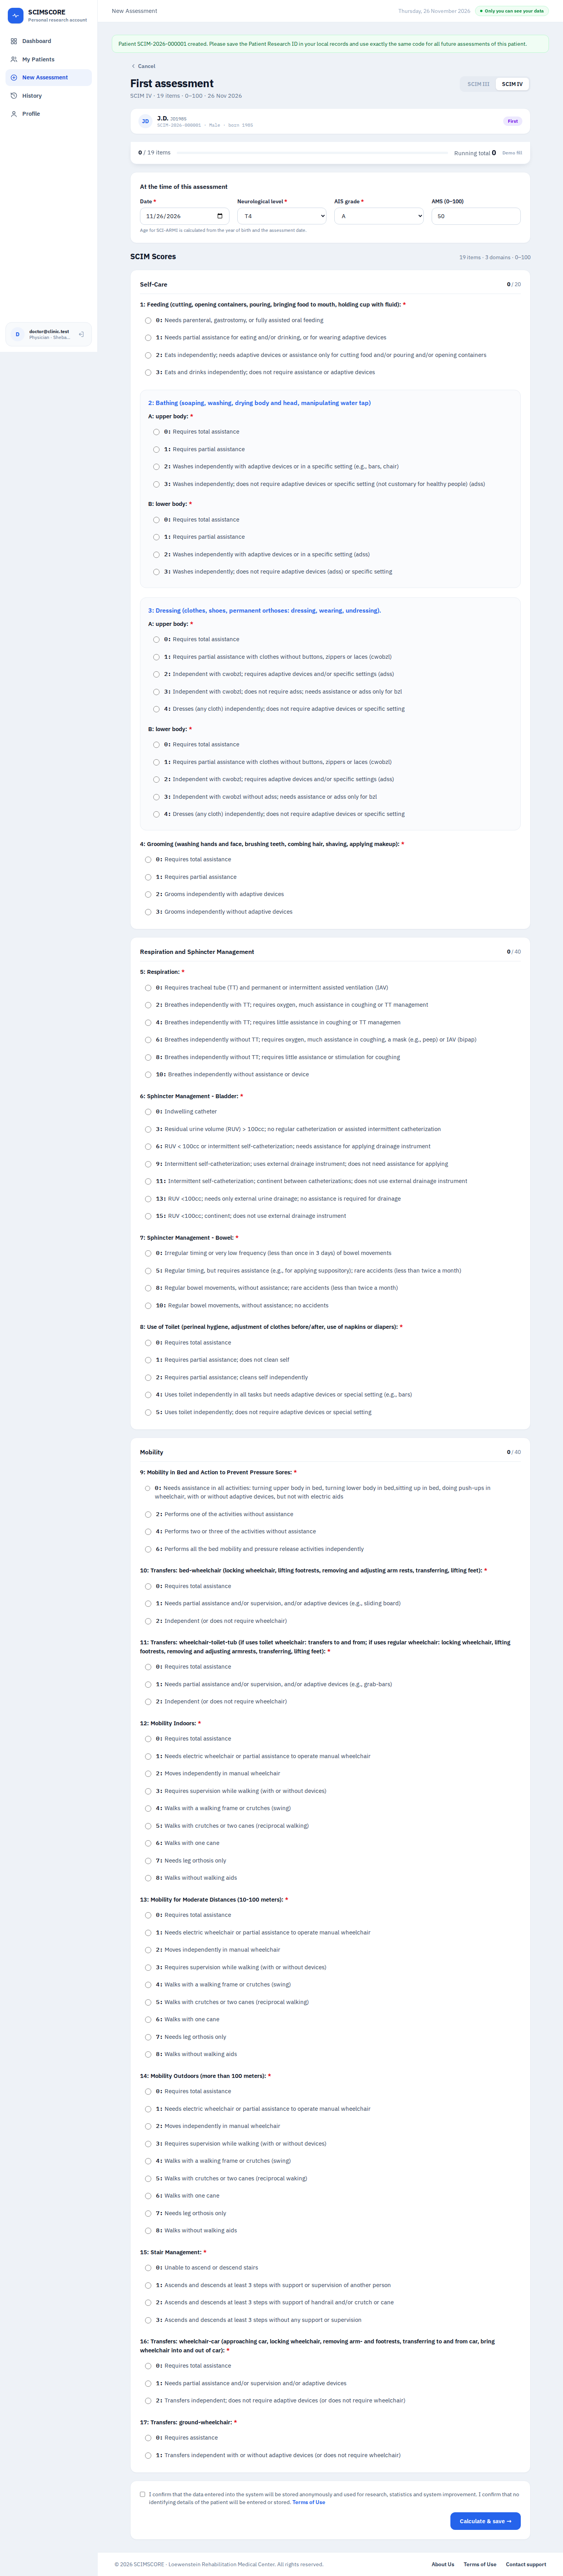 SCIMSCORE
Personal research account
Dashboard
My Patients
New Assessment
History
Profile
doctor@clinic.test
Physician · Sheba...
New Assessment
Thursday, 26 November 2026
Only you can see your data
Patient SCIM-2026-000001 created. Please save the Patient Research ID in your local records and use exactly the same code for all future assessments of this patient.
Cancel
First assessment
SCIM IV · 19 items · 0–100 · 26 Nov 2026
SCIM III SCIM IV
JD
J.D. JD1985
SCIM-2026-000001 · Male · born 1985
First
0 / 19 items
Running total 0
At the time of this assessment
Date * Neurological level * AIS grade * AMS (0–100)
11/26/2026 T4 A 50
Age for SCI-ARMS is calculated from the year of birth and the assessment date.
SCIM Scores
19 items · 3 domains · 0–100
Self-Care
0 / 20
1: Feeding (cutting, opening containers, pouring, bringing food to mouth, holding cup with fluid): *
0: Needs parenteral, gastrostomy, or fully assisted oral feeding
1: Needs partial assistance for eating and/or drinking, or for wearing adaptive devices
2: Eats independently; needs adaptive devices or assistance only for cutting food and/or pouring and/or opening containers
3: Eats and drinks independently; does not require assistance or adaptive devices
2: Bathing (soaping, washing, drying body and head, manipulating water tap)
A: upper body: *
0: Requires total assistance
1: Requires partial assistance
2: Washes independently with adaptive devices or in a specific setting (e.g., bars, chair)
3: Washes independently; does not require adaptive devices or specific setting (not customary for healthy people) (adss)
B: lower body: *
0: Requires total assistance
1: Requires partial assistance
2: Washes independently with adaptive devices or in a specific setting (adss)
3: Washes independently; does not require adaptive devices (adss) or specific setting
3: Dressing (clothes, shoes, permanent orthoses: dressing, wearing, undressing).
A: upper body: *
0: Requires total assistance
1: Requires partial assistance with clothes without buttons, zippers or laces (cwobzl)
2: Independent with cwobzl; requires adaptive devices and/or specific settings (adss)
3: Independent with cwobzl; does not require adss; needs assistance or adss only for bzl
4: Dresses (any cloth) independently; does not require adaptive devices or specific setting
B: lower body: *
0: Requires total assistance
1: Requires partial assistance with clothes without buttons, zippers or laces (cwobzl)
2: Independent with cwobzl; requires adaptive devices and/or specific settings (adss)
3: Independent with cwobzl without adss; needs assistance or adss only for bzl
4: Dresses (any cloth) independently; does not require adaptive devices or specific setting
4: Grooming (washing hands and face, brushing teeth, combing hair, shaving, applying makeup): *
0: Requires total assistance
1: Requires partial assistance
2: Grooms independently with adaptive devices
3: Grooms independently without adaptive devices
Respiration and Sphincter Management
0 / 40
5: Respiration: *
0: Requires tracheal tube (TT) and permanent or intermittent assisted ventilation (IAV)
2: Breathes independently with TT; requires oxygen, much assistance in coughing or TT management
4: Breathes independently with TT; requires little assistance in coughing or TT managemen
6: Breathes independently without TT; requires oxygen, much assistance in coughing, a mask (e.g., peep) or IAV (bipap)
8: Breathes independently without TT; requires little assistance or stimulation for coughing
10: Breathes independently without assistance or device
6: Sphincter Management - Bladder: *
0: Indwelling catheter
3: Residual urine volume (RUV) > 100cc; no regular catheterization or assisted intermittent catheterization
6: RUV < 100cc or intermittent self-catheterization; needs assistance for applying drainage instrument
9: Intermittent self-catheterization; uses external drainage instrument; does not need assistance for applying
11: Intermittent self-catheterization; continent between catheterizations; does not use external drainage instrument
13: RUV <100cc; needs only external urine drainage; no assistance is required for drainage
15: RUV <100cc; continent; does not use external drainage instrument
7: Sphincter Management - Bowel: *
0: Irregular timing or very low frequency (less than once in 3 days) of bowel movements
5: Regular timing, but requires assistance (e.g., for applying suppository); rare accidents (less than twice a month)
8: Regular bowel movements, without assistance; rare accidents (less than twice a month)
10: Regular bowel movements, without assistance; no accidents
8: Use of Toilet (perineal hygiene, adjustment of clothes before/after, use of napkins or diapers): *
0: Requires total assistance
1: Requires partial assistance; does not clean self
2: Requires partial assistance; cleans self independently
4: Uses toilet independently in all tasks but needs adaptive devices or special setting (e.g., bars)
5: Uses toilet independently; does not require adaptive devices or special setting
Mobility
0 / 40
9: Mobility in Bed and Action to Prevent Pressure Sores: *
0: Needs assistance in all activities: turning upper body in bed, turning lower body in bed,sitting up in bed, doing push-ups in
wheelchair, with or without adaptive devices, but not with electric aids
2: Performs one of the activities without assistance
4: Performs two or three of the activities without assistance
6: Performs all the bed mobility and pressure release activities independently
10: Transfers: bed-wheelchair (locking wheelchair, lifting footrests, removing and adjusting arm rests, transferring, lifting feet): *
0: Requires total assistance
1: Needs partial assistance and/or supervision, and/or adaptive devices (e.g., sliding board)
2: Independent (or does not require wheelchair)
11: Transfers: wheelchair-toilet-tub (if uses toilet wheelchair: transfers to and from; if uses regular wheelchair: locking wheelchair, lifting
footrests, removing and adjusting armrests, transferring, lifting feet): *
0: Requires total assistance
1: Needs partial assistance and/or supervision, and/or adaptive devices (e.g., grab-bars)
2: Independent (or does not require wheelchair)
12: Mobility Indoors: *
0: Requires total assistance
1: Needs electric wheelchair or partial assistance to operate manual wheelchair
2: Moves independently in manual wheelchair
3: Requires supervision while walking (with or without devices)
4: Walks with a walking frame or crutches (swing)
5: Walks with crutches or two canes (reciprocal walking)
6: Walks with one cane
7: Needs leg orthosis only
8: Walks without walking aids
13: Mobility for Moderate Distances (10-100 meters): *
0: Requires total assistance
1: Needs electric wheelchair or partial assistance to operate manual wheelchair
2: Moves independently in manual wheelchair
3: Requires supervision while walking (with or without devices)
4: Walks with a walking frame or crutches (swing)
5: Walks with crutches or two canes (reciprocal walking)
6: Walks with one cane
7: Needs leg orthosis only
8: Walks without walking aids
14: Mobility Outdoors (more than 100 meters): *
0: Requires total assistance
1: Needs electric wheelchair or partial assistance to operate manual wheelchair
2: Moves independently in manual wheelchair
3: Requires supervision while walking (with or without devices)
4: Walks with a walking frame or crutches (swing)
5: Walks with crutches or two canes (reciprocal waking)
6: Walks with one cane
7: Needs leg orthosis only
8: Walks without walking aids
15: Stair Management: *
0: Unable to ascend or descend stairs
1: Ascends and descends at least 3 steps with support or supervision of another person
2: Ascends and descends at least 3 steps with support of handrail and/or crutch or cane
3: Ascends and descends at least 3 steps without any support or supervision
16: Transfers: wheelchair-car (approaching car, locking wheelchair, removing arm- and footrests, transferring to and from car, bring
wheelchair into and out of car): *
0: Requires total assistance
1: Needs partial assistance and/or supervision and/or adaptive devices
2: Transfers independent; does not require adaptive devices (or does not require wheelchair)
17: Transfers: ground-wheelchair: *
0: Requires assistance
1: Transfers independent with or without adaptive devices (or does not require wheelchair)
I confirm that the data entered into the system will be stored anonymously and used for research, statistics and system improvement. I confirm that no
identifying details of the patient will be entered or stored. Terms of Use
Calculate & save →
© 2026 SCIMSCORE · Loewenstein Rehabilitation Medical Center. All rights reserved.
About Us Terms of Use Contact support